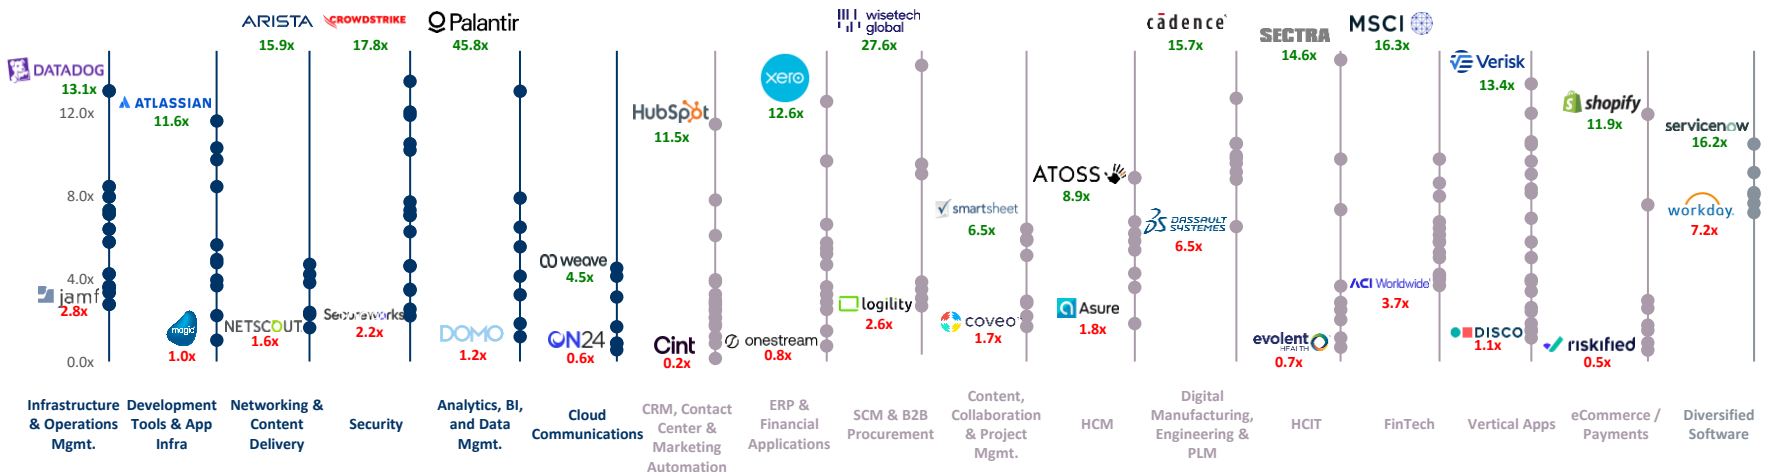 ARISTA
15.9x
CROWDSTRIKE
17.8x
Palantir
45.8x
wisetech
global
27.6x
cādence
15.7x
SECTRA
14.6x
MSCI
16.3x
DATADOG
13.1x
ATLASSIAN
11.6x
HubSpot
11.5x
xero
12.6x
Verisk
13.4x
shopify
11.9x
servicenow
16.2x
12.0x
8.0x
4.0x
0.0x
ATOSS
8.9x
smartsheet
6.5x
DASSAULT
SYSTEMES
6.5x
workday
7.2x
weave
4.5x
jamf
2.8x
magic
1.0x
NETSCOUT
1.6x
Secureworks
2.2x
DOMO
1.2x
ON24
0.6x
Cint
0.2x
onestream
0.8x
logility
2.6x
coveo
1.7x
Asure
1.8x
evolent
HEALTH
0.7x
ACI Worldwide
3.7x
DISCO
1.1x
riskified
0.5x
Infrastructure
& Operations
Mgmt.
Development
Tools & App
Infra
Networking &
Content
Delivery
Security
Analytics, BI,
and Data
Mgmt.
Cloud
Communications
CRM, Contact
Center &
Marketing
Automation
ERP &
Financial
Applications
SCM & B2B
Procurement
Content,
Collaboration
& Project
Mgmt.
HCM
Digital
Manufacturing,
Engineering &
PLM
HCIT
FinTech
Vertical Apps
eCommerce /
Payments
Diversified
Software